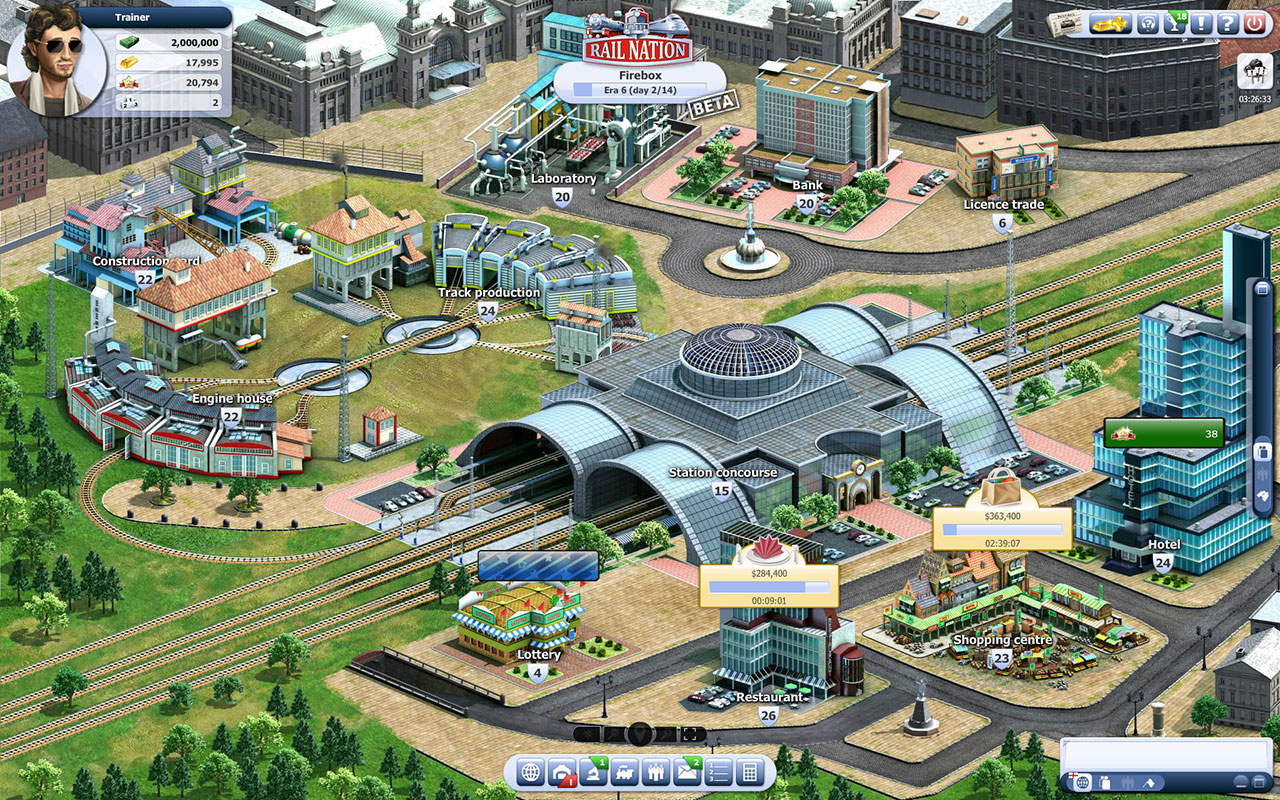 Trainer
2,000,000
17,995
20,794
2
RAIL NATION
Firebox
Era 6 (day 2/14)
BETA
18
03:26:33
Laboratory
20
Bank
20
Licence trade
6
Construction yard
22
Track production
24
Engine house
22
Station concourse
15
38
$363,400
02:39:07
HOTEL
Hotel
24
$284,400
00:09:01
Lottery
4
Shopping centre
23
Restaurant
26
1
2